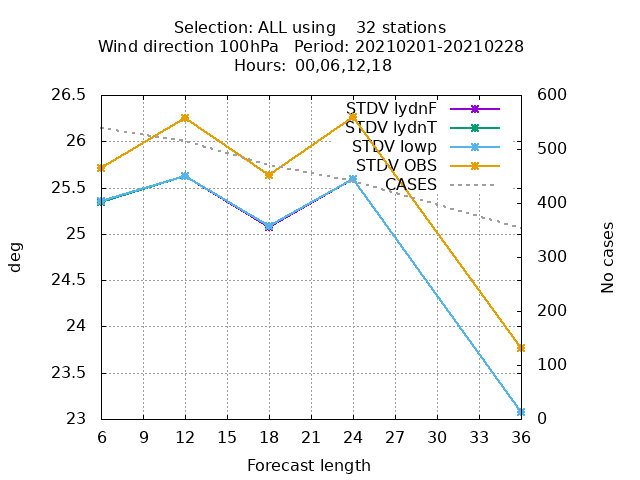 Selection: ALL using    32 stations
Wind direction 100hPa   Period: 20210201-20210228
Hours:  00,06,12,18
26.5
26
25.5
25
24.5
24
23.5
23
deg
STDV lydnF
STDV lydnT
STDV lowp
STDV OBS
CASES
600
500
400
300
200
100
0
No cases
6 9 12 15 18 21 24 27 30 33 36
Forecast length